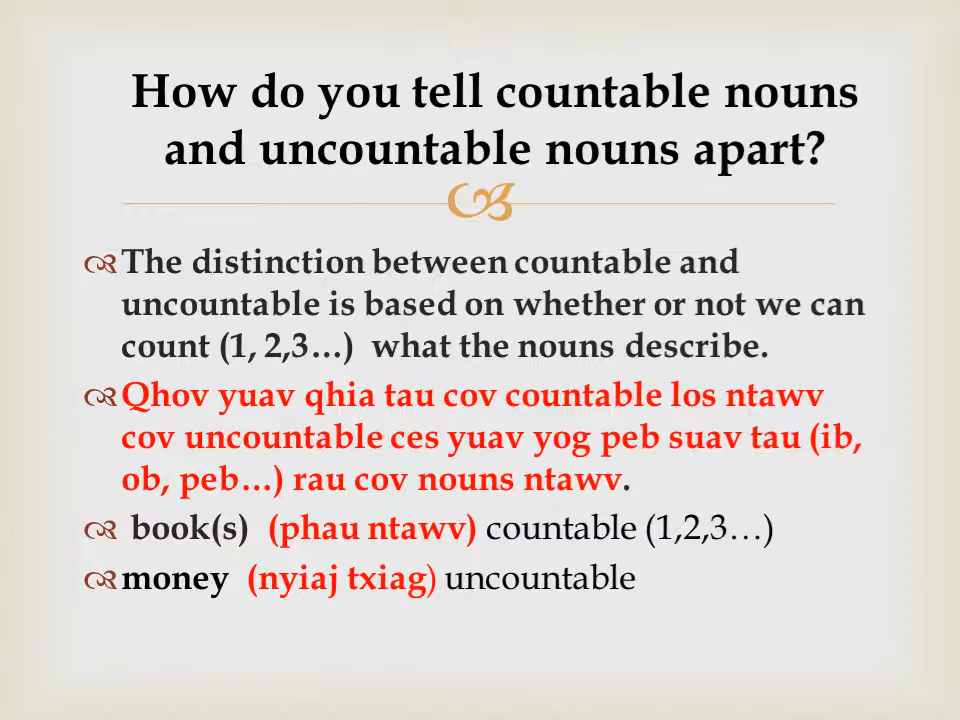 How do you tell countable nouns
and uncountable nouns apart?
The distinction between countable and
uncountable is based on whether or not we can
count (1, 2,3…) what the nouns describe.
Qhov yuav qhia tau cov countable los ntawv
cov uncountable ces yuav yog peb suav tau (ib,
ob, peb…) rau cov nouns ntawv.
book(s) (phau ntawv) countable (1,2,3…)
money (nyiaj txiag) uncountable